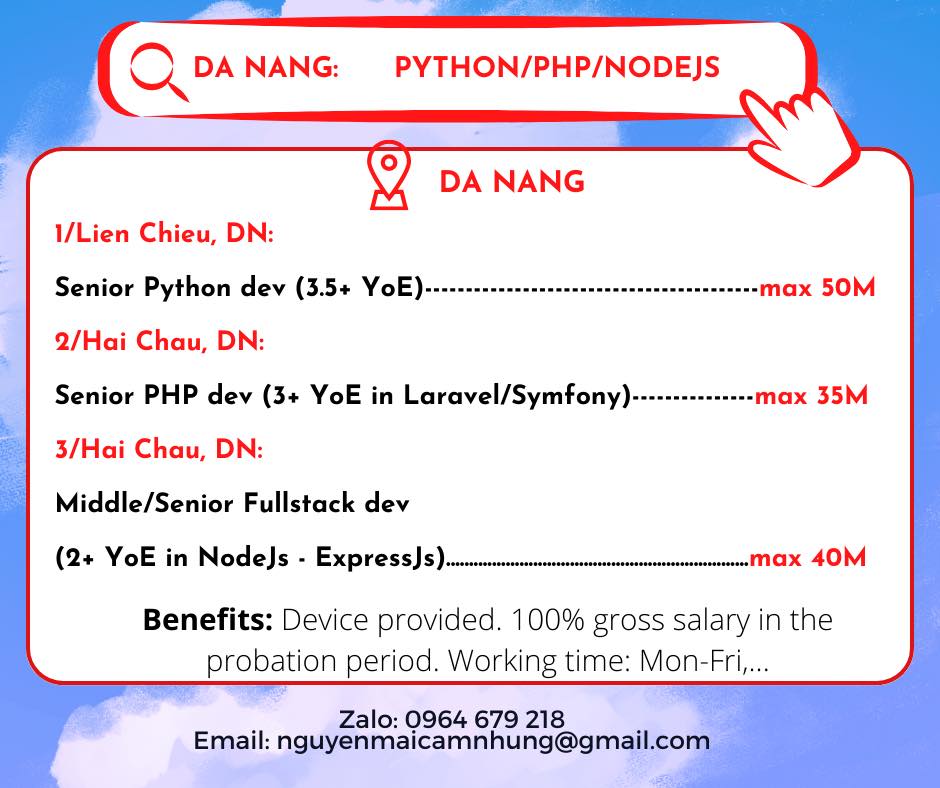 DA NANG: PYTHON/PHP/NODEJS
DA NANG
1/Lien Chieu, DN:
Senior Python dev (3.5+ YoE)----------------------------------------max 50M
2/Hai Chau, DN:
Senior PHP dev (3+ YoE in Laravel/Symfony)---------------max 35M
3/Hai Chau, DN:
Middle/Senior Fullstack dev
(2+ YoE in NodeJs - ExpressJs)..................................................................max 40M
Benefits: Device provided. 100% gross salary in the
probation period. Working time: Mon-Fri,...
Zalo: 0964 679 218
Email: nguyenmaicamnhung@gmail.com